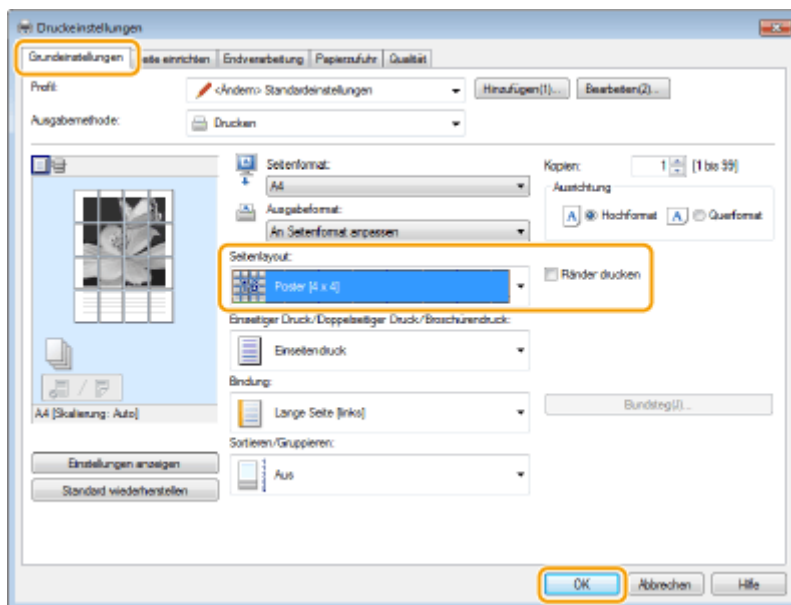 Druckeinstellungen
Grundeinstellungen Seite einrichten Endverarbeitung Papierzufuhr Qualität
Profil: <Ändern> Standardeinstellungen Hinzufügen(1)... Bearbeiten(2)...
Ausgabemethode: Drucken
Seitenformat: Kopien: 1 [1 bis 99]
A4 Ausrichtung
Ausgabeformat: A Hochformat A Querformat
An Seitenformat anpassen
Seitenlayout:
Poster [4 x 4] Ränder drucken
Einseitiger Druck/Doppelseitiger Druck/Broschürendruck:
Einseitendruck
Bindung:
A4 [Skalierung: Auto] Lange Seite [links] Bundsteg(J)...
Sortieren/Gruppieren:
Einstellungen anzeigen Aus
Standard wiederherstellen
OK Abbrechen Hilfe